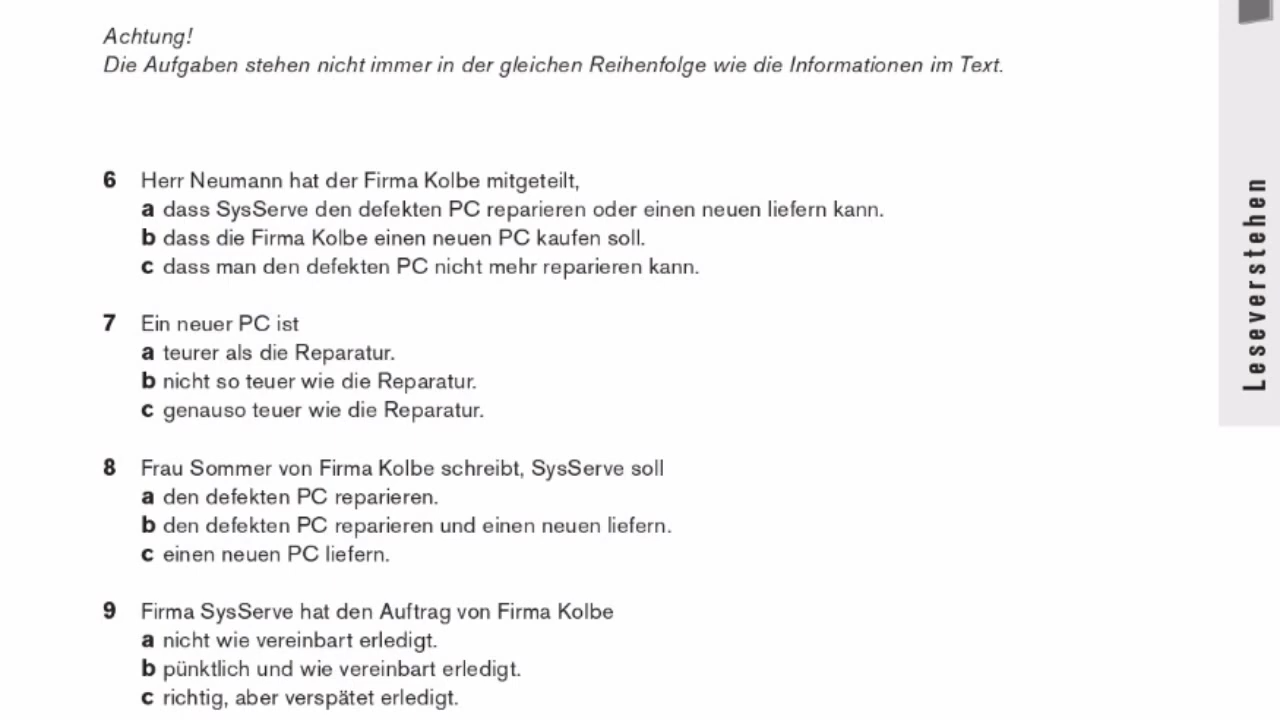 Achtung!
Die Aufgaben stehen nicht immer in der gleichen Reihenfolge wie die Informationen im Text.
6 Herr Neumann hat der Firma Kolbe mitgeteilt,
a dass SysServe den defekten PC reparieren oder einen neuen liefern kann.
b dass die Firma Kolbe einen neuen PC kaufen soll.
c dass man den defekten PC nicht mehr reparieren kann.
7 Ein neuer PC ist
a teurer als die Reparatur.
b nicht so teuer wie die Reparatur.
c genauso teuer wie die Reparatur.
8 Frau Sommer von Firma Kolbe schreibt, SysServe soll
a den defekten PC reparieren.
b den defekten PC reparieren und einen neuen liefern.
c einen neuen PC liefern.
9 Firma SysServe hat den Auftrag von Firma Kolbe
a nicht wie vereinbart erledigt.
b pünktlich und wie vereinbart erledigt.
c richtig, aber verspätet erledigt.
Leseverstehen